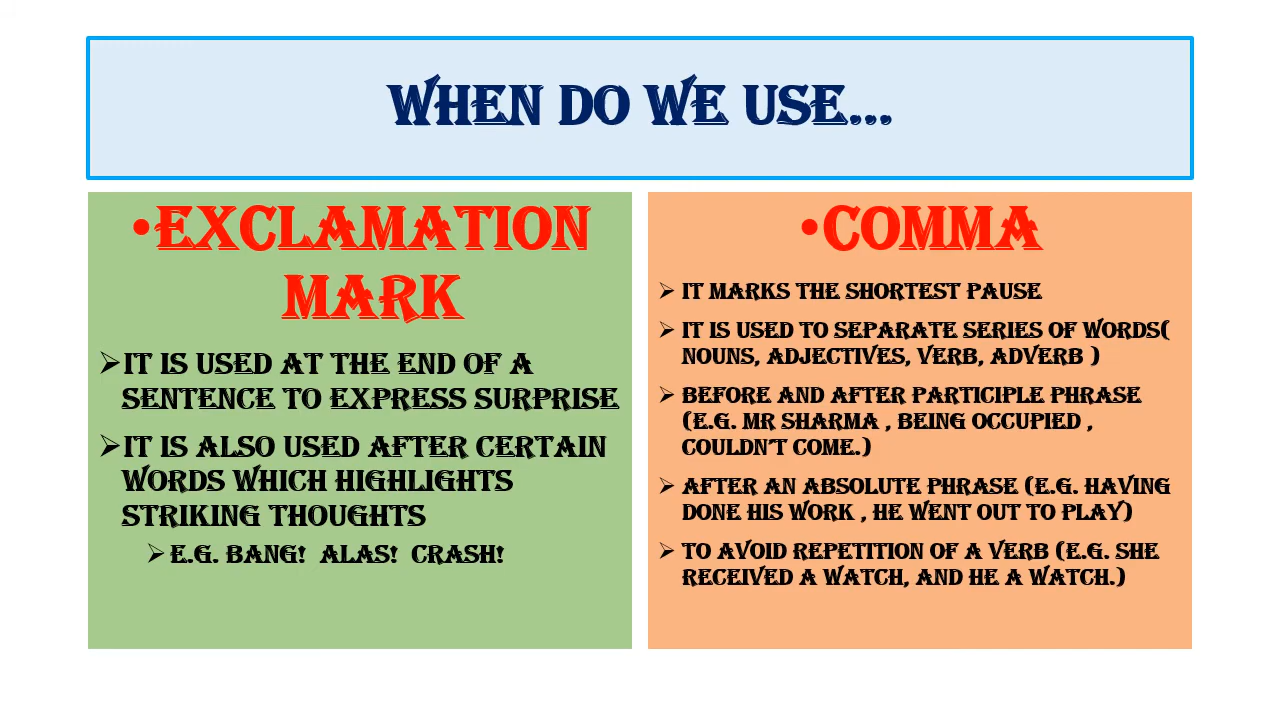 WHEN DO WE USE...
•EXCLAMATION
MARK
➢IT IS USED AT THE END OF A
SENTENCE TO EXPRESS SURPRISE
➢IT IS ALSO USED AFTER CERTAIN
WORDS WHICH HIGHLIGHTS
STRIKING THOUGHTS
➢E.G. BANG! ALAS! CRASH!
•COMMA
➢ IT MARKS THE SHORTEST PAUSE
➢ IT IS USED TO SEPARATE SERIES OF WORDS(
NOUNS, ADJECTIVES, VERB, ADVERB )
➢ BEFORE AND AFTER PARTICIPLE PHRASE
(E.G. MR SHARMA , BEING OCCUPIED ,
COULDN'T COME.)
➢ AFTER AN ABSOLUTE PHRASE (E.G. HAVING
DONE HIS WORK , HE WENT OUT TO PLAY)
➢ TO AVOID REPETITION OF A VERB (E.G. SHE
RECEIVED A WATCH, AND HE A WATCH.)